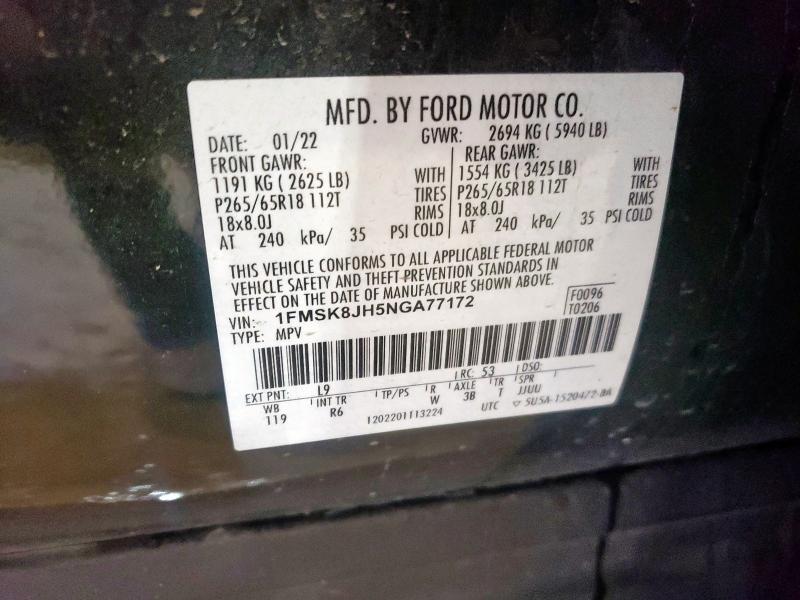 MFD. BY FORD MOTOR CO.
DATE: 01/22 GVWR: 2694 KG ( 5940 LB)
FRONT GAWR: REAR GAWR:
1191 KG ( 2625 LB) WITH 1554 KG ( 3425 LB) WITH
P265/65R18 112T TIRES P265/65R18 112T TIRES
18x8.0J RIMS 18x8.0J RIMS
AT 240 kPa/ 35 PSI COLD AT 240 kPa/ 35 PSI COLD
THIS VEHICLE CONFORMS TO ALL APPLICABLE FEDERAL MOTOR
VEHICLE SAFETY AND THEFT PREVENTION STANDARDS IN
EFFECT ON THE DATE OF MANUFACTURE SHOWN ABOVE.
VIN: 1FMSK8JH5NGA77172 F0096
TYPE: MPV T0206
EXT PNT: L9 RC: 53 DSO:
WB INT TR TP/PS R AXLE TR SPR
119 R6 W 3B T JJUU
1202201113224 UTC ▽ 5U5A-1520472-BA